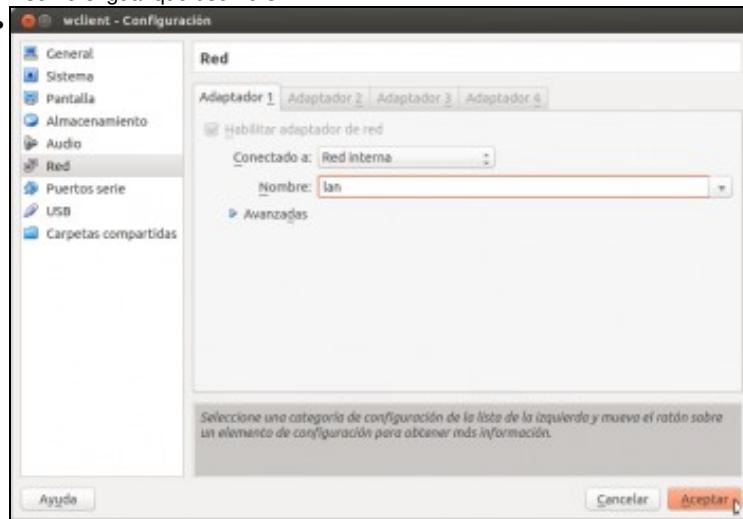 wclient - Configuración
General
Sistema
Pantalla
Almacenamiento
Audio
Red
Puertos serie
USB
Carpetas compartidas
Red
Adaptador 1 Adaptador 2 Adaptador 3 Adaptador 4
Habilitar adaptador de red
Conectado a: Red interna
Nombre: lan
Avanzadas
Seleccione una categoría de configuración de la lista de la izquierda y mueva el ratón sobre
un elemento de configuración para obtener más información.
Ayuda
Cancelar Aceptar